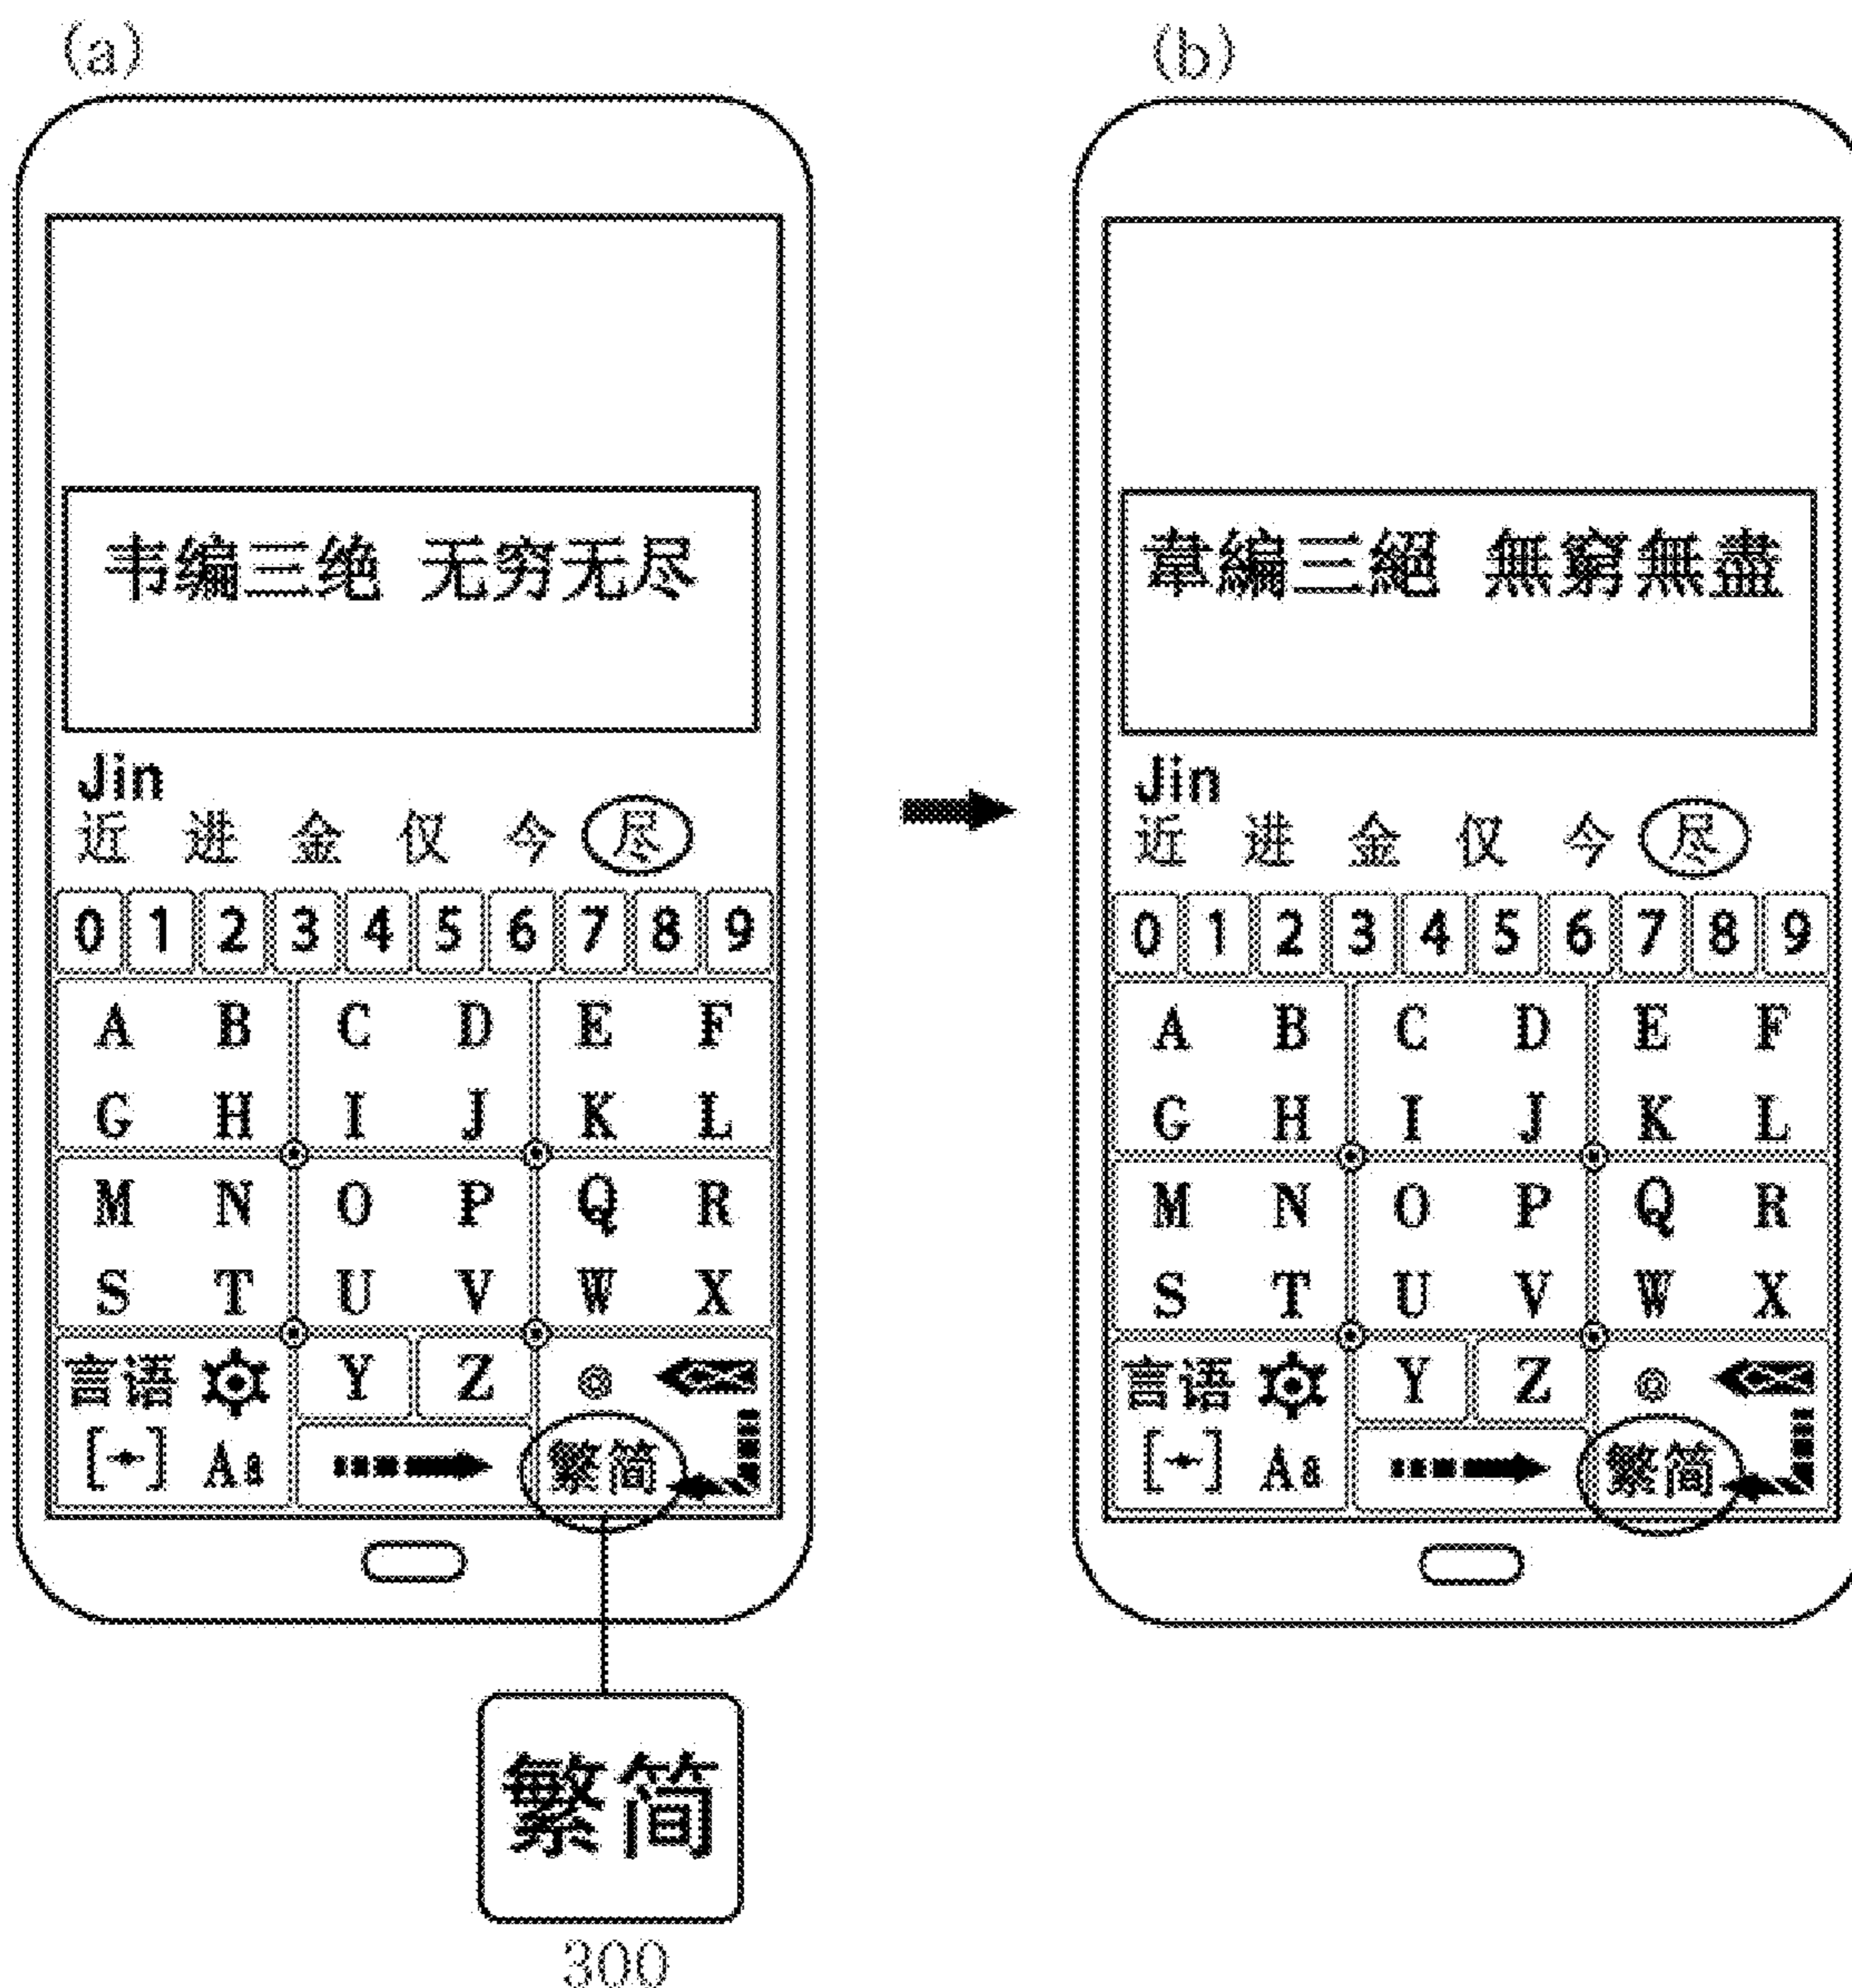 (a)
韦编三绝 无穷无尽
Jin
近 进 金 仅 今 尽
0 1 2 3 4 5 6 7 8 9
A B C D E F
G H I J K L
M N O P Q R
S T U V W X
言语 Y Z ◎
[+] Aa 繁简
繁简
300
(b)
韋編三絕 無窮無盡
Jin
近 进 金 仅 今 尽
0 1 2 3 4 5 6 7 8 9
A B C D E F
G H I J K L
M N O P Q R
S T U V W X
言语 Y Z ◎
[+] Aa 繁简